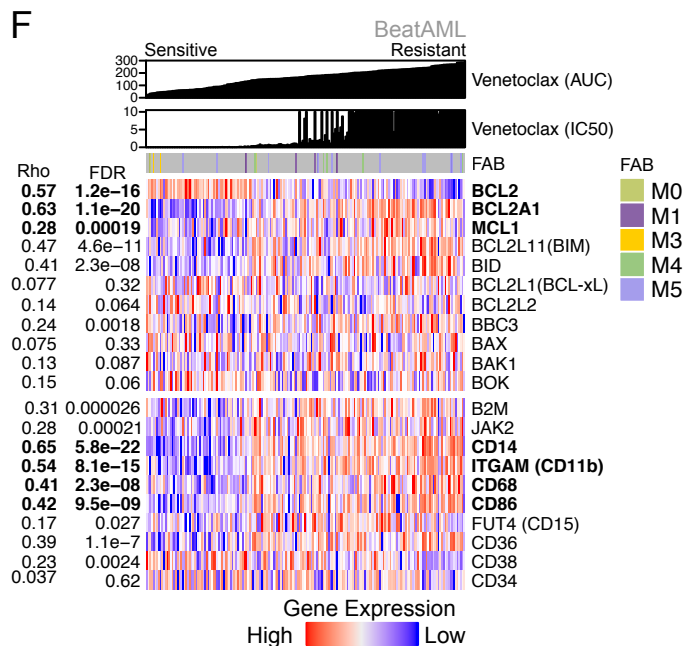 F
BeatAML
Sensitive Resistant
300
200
100
0
Venetoclax (AUC)
10
5
0
Venetoclax (IC50)
Rho FDR FAB
0.57 1.2e−16 BCL2
0.63 1.1e−20 BCL2A1
0.28 0.00019 MCL1
0.47 4.6e−11 BCL2L11(BIM)
0.41 2.3e−08 BID
0.077 0.32 BCL2L1(BCL-xL)
0.14 0.064 BCL2L2
0.24 0.0018 BBC3
0.075 0.33 BAX
0.13 0.087 BAK1
0.15 0.06 BOK
0.31 0.000026 B2M
0.28 0.00021 JAK2
0.65 5.8e−22 CD14
0.54 8.1e−15 ITGAM (CD11b)
0.41 2.3e−08 CD68
0.42 9.5e−09 CD86
0.17 0.027 FUT4 (CD15)
0.39 1.1e-7 CD36
0.23 0.0024 CD38
0.037 0.62 CD34
FAB
M0
M1
M3
M4
M5
Gene Expression
High Low